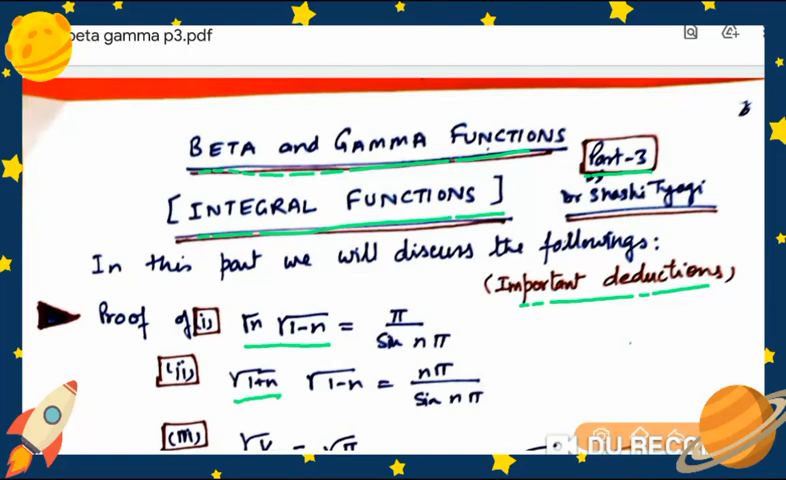 beta gamma p3.pdf
BETA and GAMMA FUNCTIONS
Part-3
[INTEGRAL FUNCTIONS]
Dr Shashi Tyagi
In this part we will discuss the followings:
(Important deductions)
Proof of (i) Γn Γ1-n = π / Sin nπ
(ii) Γ1+n Γ1-n = nπ / Sin nπ
(iii) = √π
DU RECO